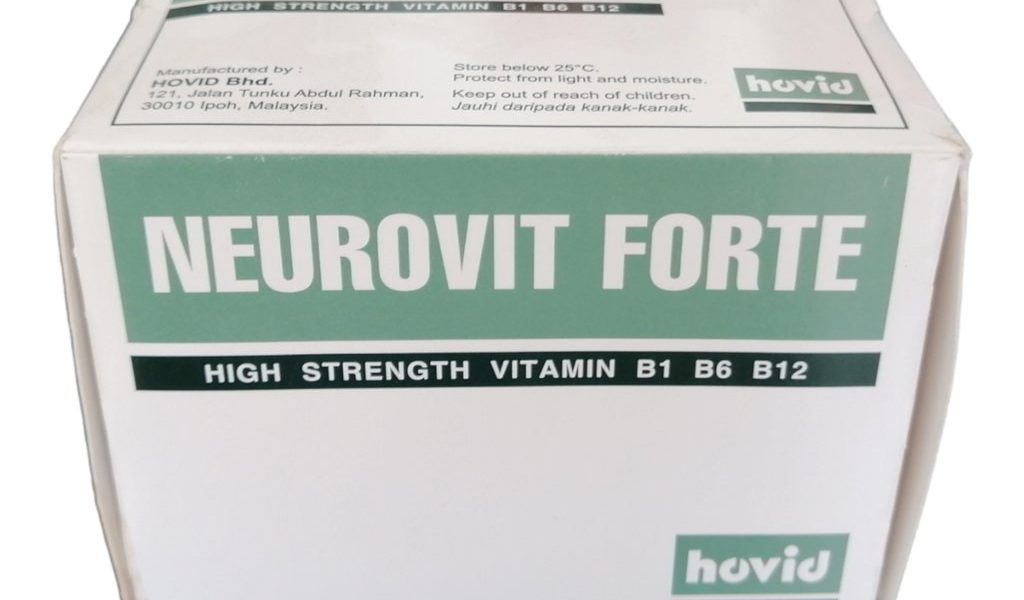 HIGH STRENGTH VITAMIN B1 B6 B12
Manufactured by :
HOVID Bhd.
121, Jalan Tunku Abdul Rahman,
30010 Ipoh, Malaysia.
Store below 25°C.
Protect from light and moisture.
Keep out of reach of children.
Jauhi daripada kanak-kanak.
hovid
NEUROVIT FORTE
HIGH STRENGTH VITAMIN B1 B6 B12
hovid